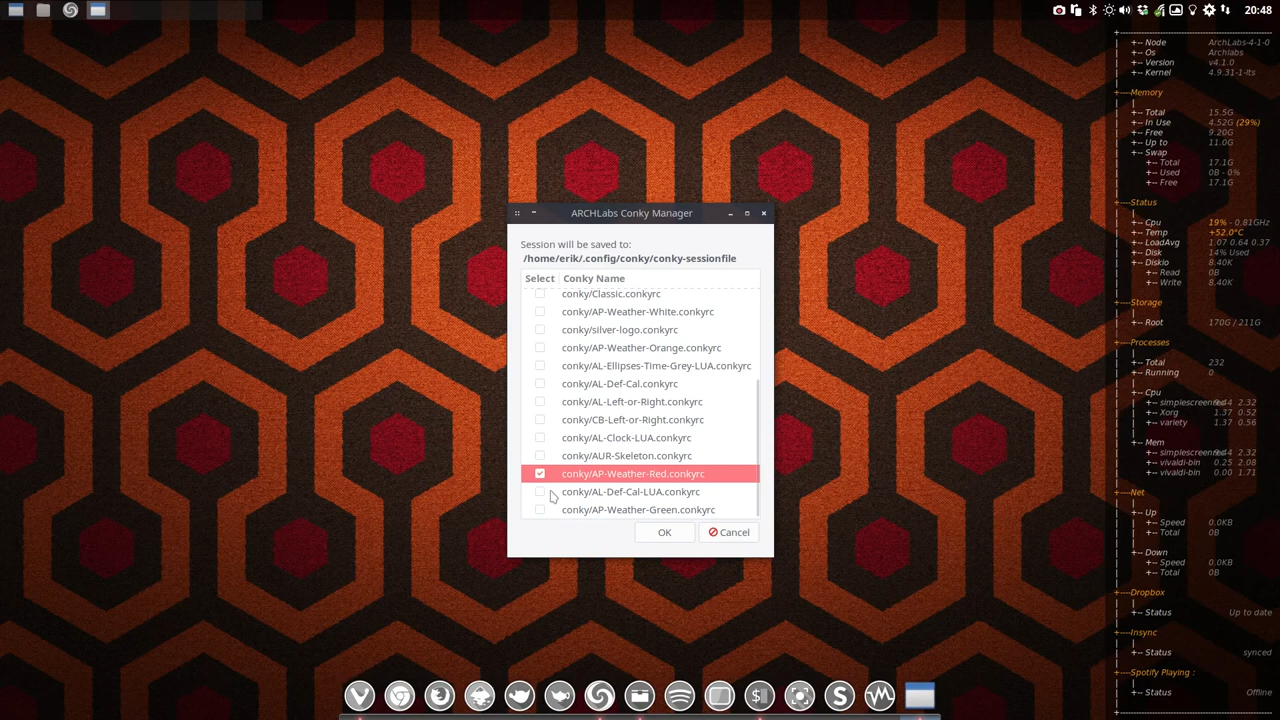 20:48
ARCHLabs Conky Manager
Session will be saved to:
/home/erik/.config/conky/conky-sessionfile
Select Conky Name
conky/Classic.conkyrc
conky/AP-Weather-White.conkyrc
conky/silver-logo.conkyrc
conky/AP-Weather-Orange.conkyrc
conky/AL-Ellipses-Time-Grey-LUA.conkyrc
conky/AL-Def-Cal.conkyrc
conky/AL-Left-or-Right.conkyrc
conky/CB-Left-or-Right.conkyrc
conky/AL-Clock-LUA.conkyrc
conky/AUR-Skeleton.conkyrc
conky/AP-Weather-Red.conkyrc
conky/AL-Def-Cal-LUA.conkyrc
conky/AP-Weather-Green.conkyrc
OK Cancel
Node ArchLabs-4-1-0
Os Archlabs
Version v4.1.0
Kernel 4.9.31-1-lts
Memory
Total 15.5G
In Use 4.52G (29%)
Free 9.20G
Up to 11.0G
Swap
Total 17.1G
Used 0B - 0%
Free 17.1G
Status
Cpu 19% - 0.81GHz
Temp +52.0°C
LoadAvg 1.07 0.64 0.37
Disk 14% Used
Diskio 8.40K
Read 0B
Write 8.40K
Storage
Root 170G / 211G
Processes
Total 232
Running 0
Cpu
simplescreenre 2.32
Xorg 1.37 0.52
variety 1.37 0.56
Mem
simplescreenre 2.32
vivaldi-bin 0.25 2.08
vivaldi-bin 0.00 1.71
Net
Up
Speed 0.0KB
Total 0B
Down
Speed 0.0KB
Total 0B
Dropbox
Status Up to date
Insync
Status synced
Spotify Playing :
Status Offline